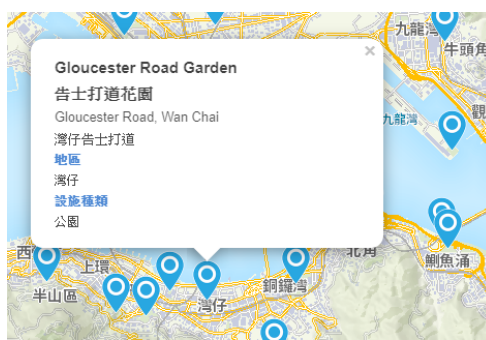 九龍灣
牛頭角
×
Gloucester Road Garden
告士打道花園
Gloucester Road, Wan Chai
灣仔告士打道
地區
灣仔
設施種類
公園
九龍灣
觀
西
上環
半山區
灣仔
銅鑼灣
北角
鰂魚涌